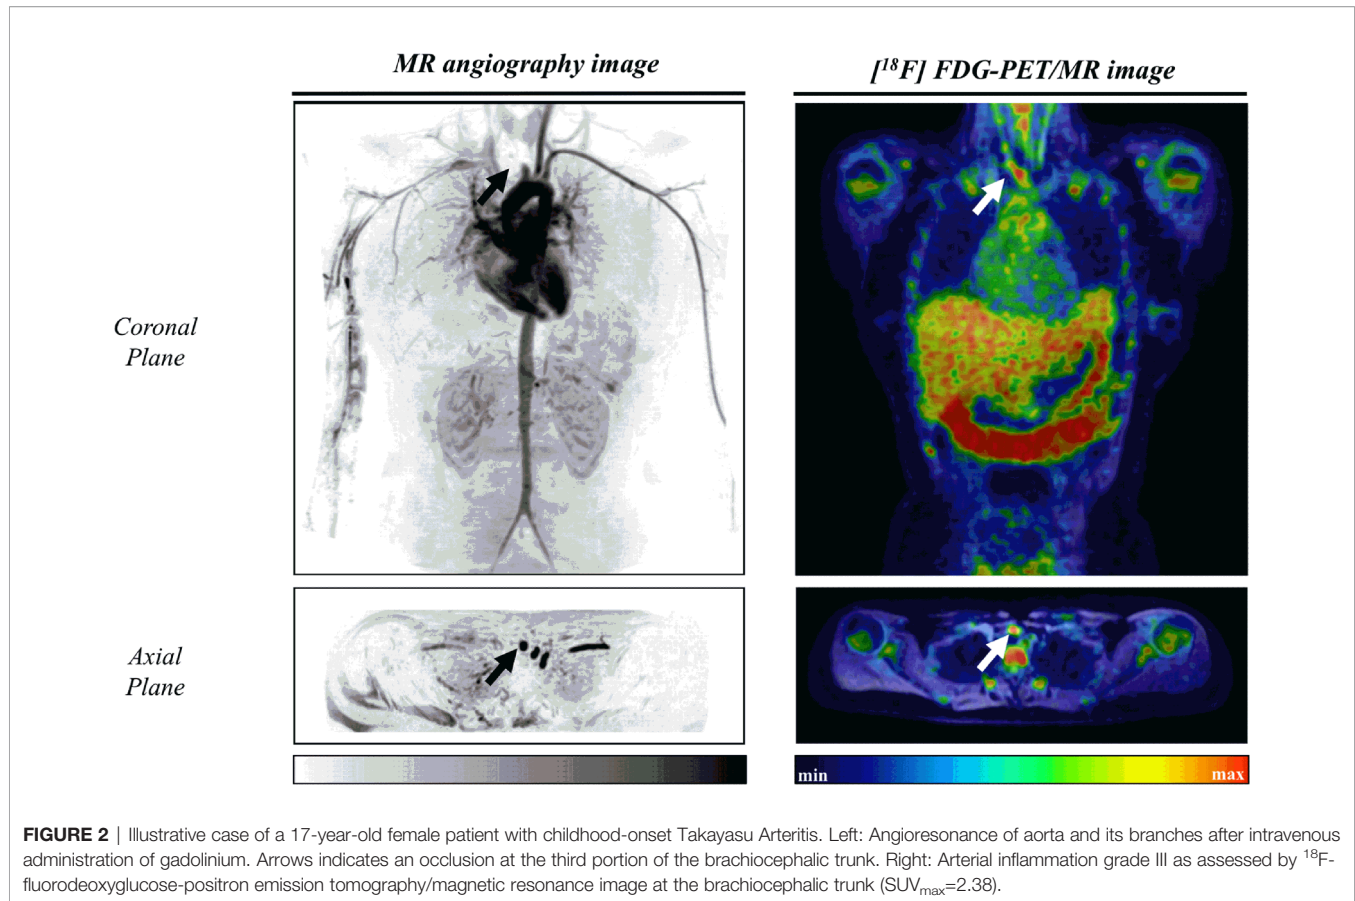 MR angiography image
[¹⁸F] FDG-PET/MR image
Coronal
Plane
Axial
Plane
min
max
FIGURE 2 | Illustrative case of a 17-year-old female patient with childhood-onset Takayasu Arteritis. Left: Angioresonance of aorta and its branches after intravenous
administration of gadolinium. Arrows indicates an occlusion at the third portion of the brachiocephalic trunk. Right: Arterial inflammation grade III as assessed by ¹⁸F-
fluorodeoxyglucose-positron emission tomography/magnetic resonance image at the brachiocephalic trunk (SUVmax=2.38).